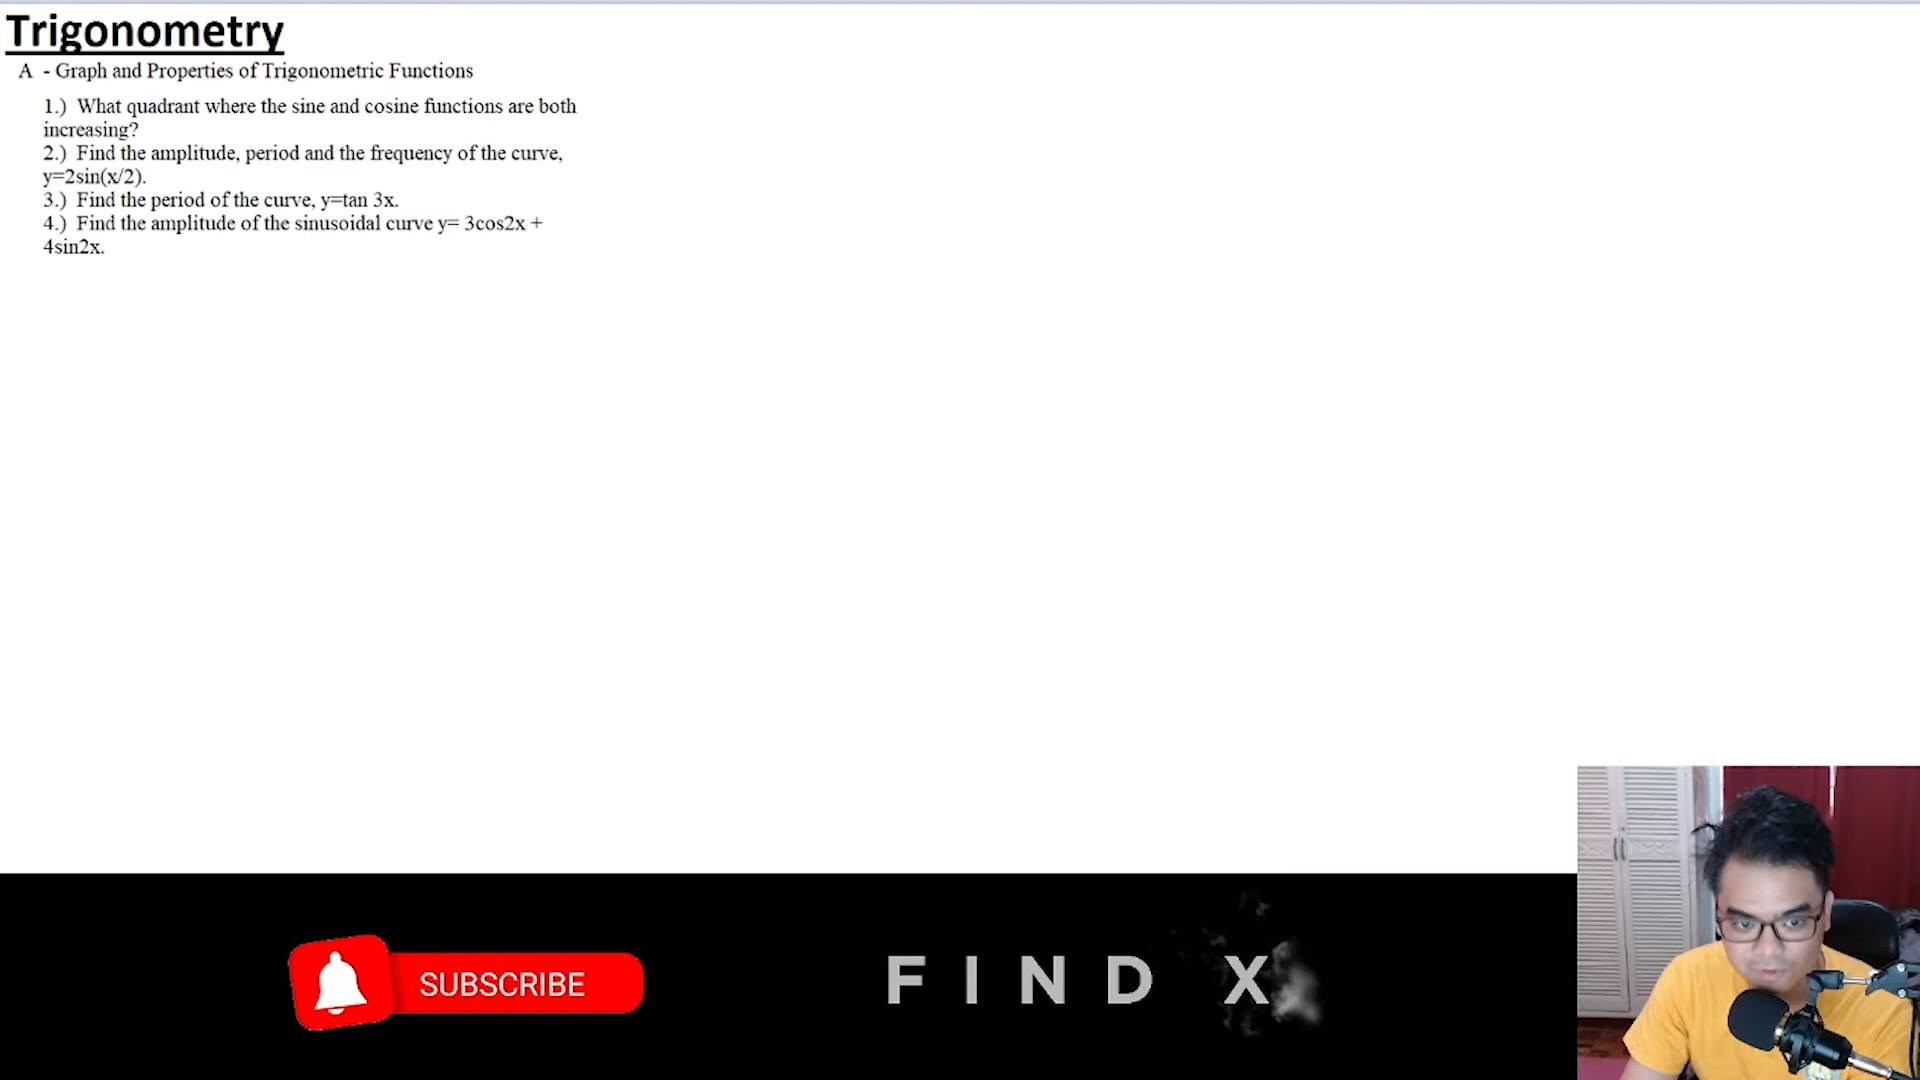 Trigonometry
A - Graph and Properties of Trigonometric Functions
1.) What quadrant where the sine and cosine functions are both
increasing?
2.) Find the amplitude, period and the frequency of the curve,
y=2sin(x/2).
3.) Find the period of the curve, y=tan 3x.
4.) Find the amplitude of the sinusoidal curve y= 3cos2x +
4sin2x.
SUBSCRIBE
FIND X